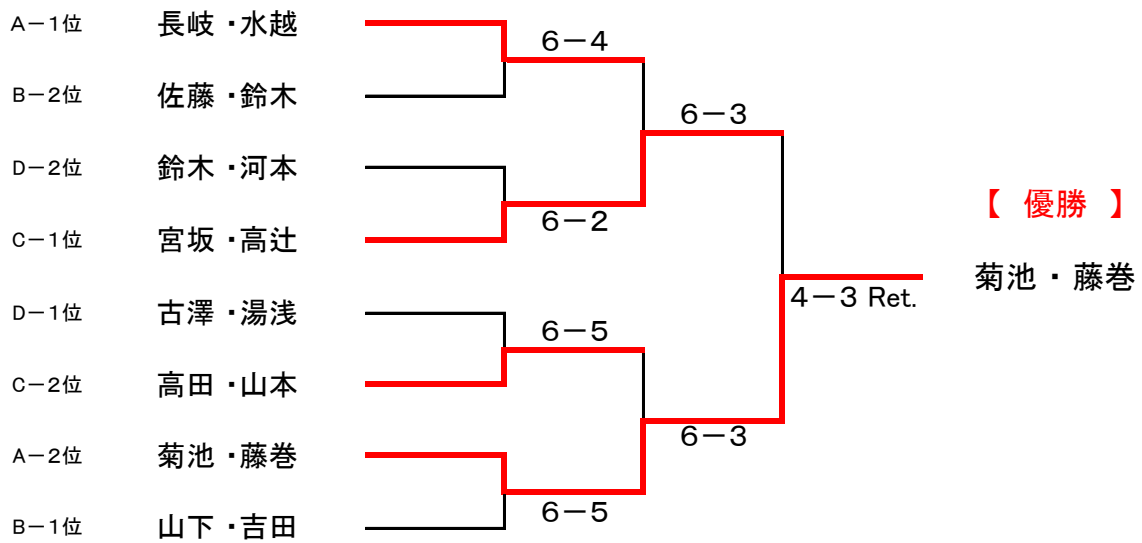 A－1位 長岐 ・水越
6－4
B－2位 佐藤 ・鈴木
6－3
D－2位 鈴木 ・河本
【 優勝 】
6－2
C－1位 宮坂 ・高辻
菊池 ・ 藤巻
4－3 Ret.
D－1位 古澤 ・湯浅
6－5
C－2位 高田 ・山本
6－3
A－2位 菊池 ・藤巻
6－5
B－1位 山下 ・吉田